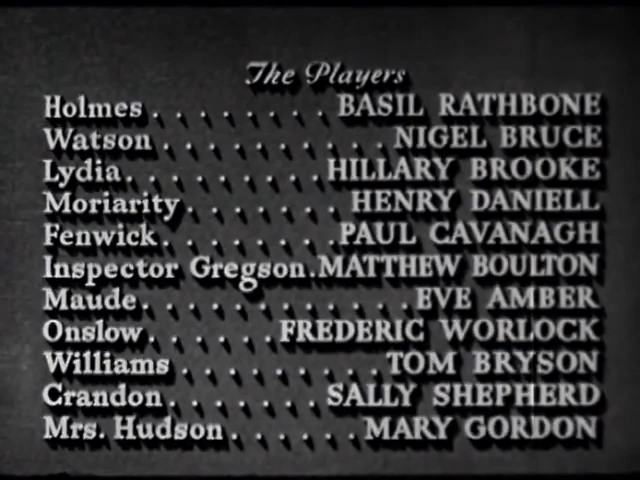 The Players
Holmes . . . . . . . . BASIL RATHBONE
Watson . . . . . . . . . . NIGEL BRUCE
Lydia . . . . . . . . . HILLARY BROOKE
Moriarity . . . . . . . HENRY DANIELL
Fenwick . . . . . . . . PAUL CAVANAGH
Inspector Gregson . MATTHEW BOULTON
Maude . . . . . . . . . . . . EVE AMBER
Onslow . . . . . . FREDERIC WORLOCK
Williams . . . . . . . . . TOM BRYSON
Crandon . . . . . . . SALLY SHEPHERD
Mrs. Hudson . . . . . . MARY GORDON